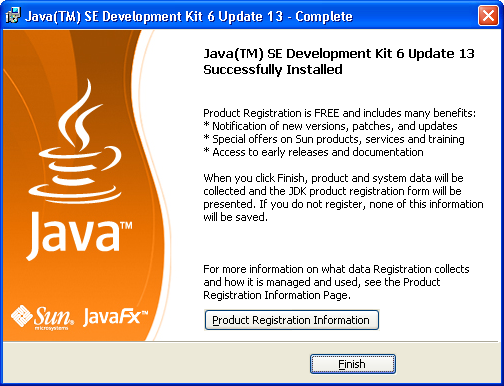 Java(TM) SE Development Kit 6 Update 13 - Complete
Java(TM) SE Development Kit 6 Update 13
Successfully Installed
Product Registration is FREE and includes many benefits:
* Notification of new versions, patches, and updates
* Special offers on Sun products, services and training
* Access to early releases and documentation
When you click Finish, product and system data will be
collected and the JDK product registration form will be
presented. If you do not register, none of this information
will be saved.
For more information on what data Registration collects
and how it is managed and used, see the Product
Registration Information Page.
Product Registration Information
Java™
Sun microsystems
JavaFX™
Finish